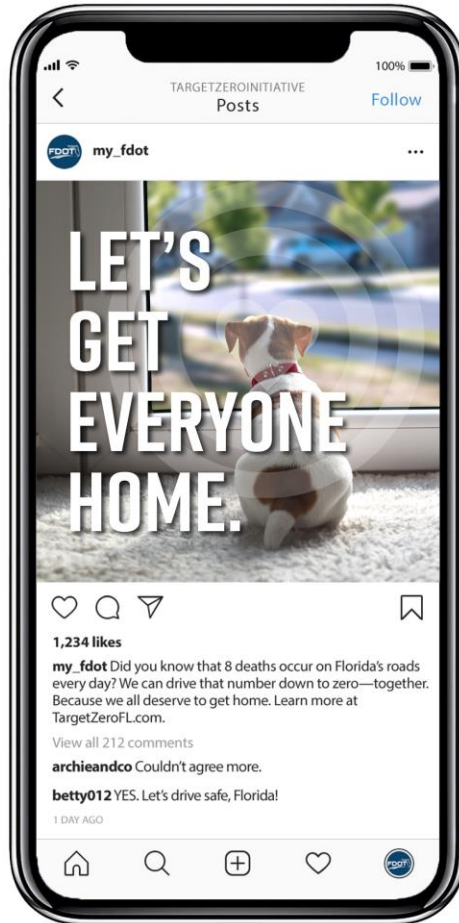 100%
TARGETZEROINITIATIVE
Posts
Follow
FDOT
my_fdot
LET'S
GET
EVERYONE
HOME.
1,234 likes
my_fdot Did you know that 8 deaths occur on Florida's roads
every day? We can drive that number down to zero—together.
Because we all deserve to get home. Learn more at
TargetZeroFL.com.
View all 212 comments
archieandco Couldn't agree more.
betty012 YES. Let's drive safe, Florida!
1 DAY AGO
FDOT